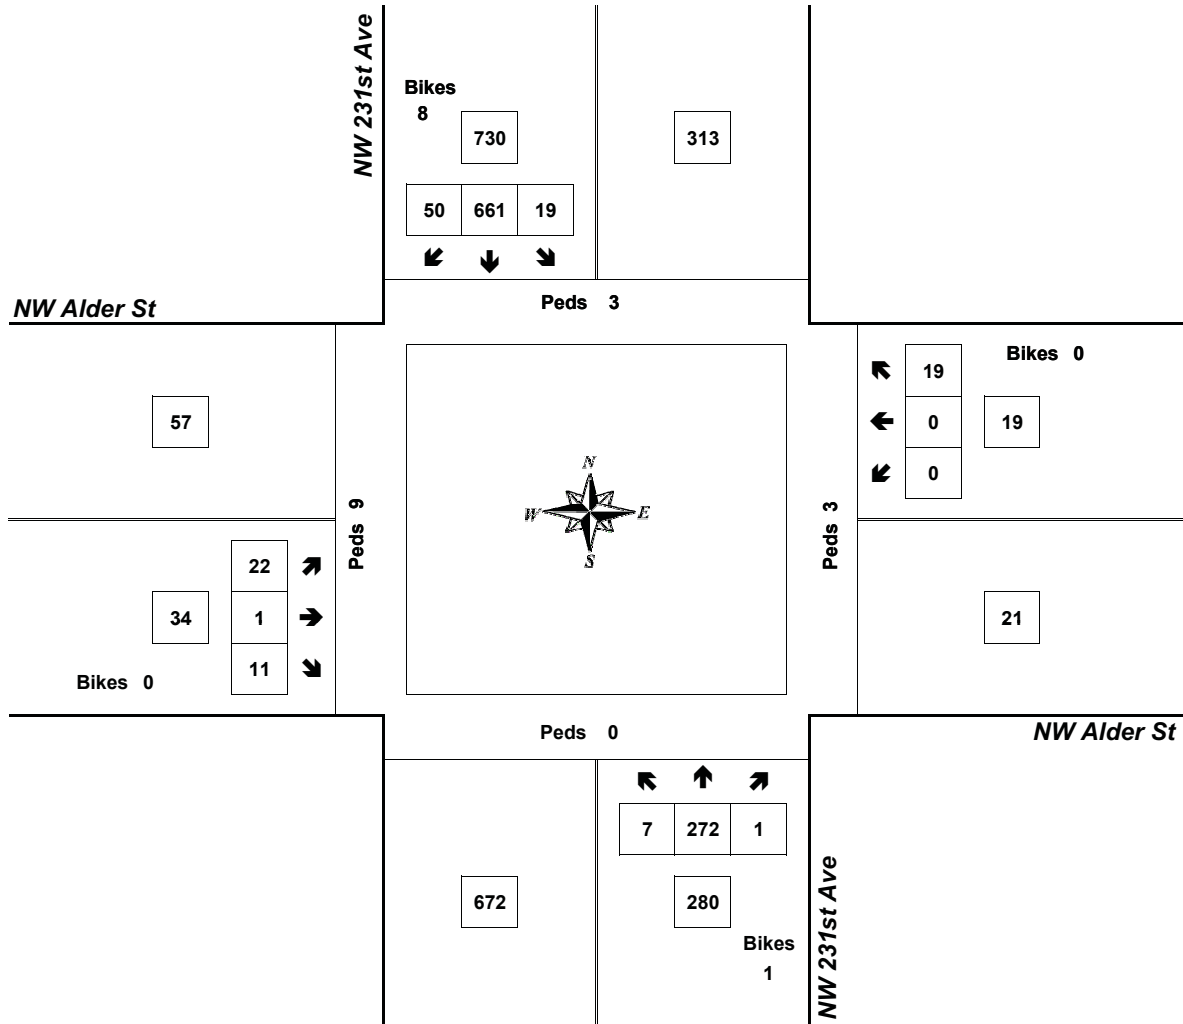 NW 231st Ave
Bikes
8
730
313
50 661 19
Peds 3
NW Alder St
Bikes 0
19
57
0
19
0
N
W E
S
Peds 9
Peds 3
22
34
1
21
11
Bikes 0
Peds 0
NW Alder St
7 272 1
672
280
Bikes
1
NW 231st Ave